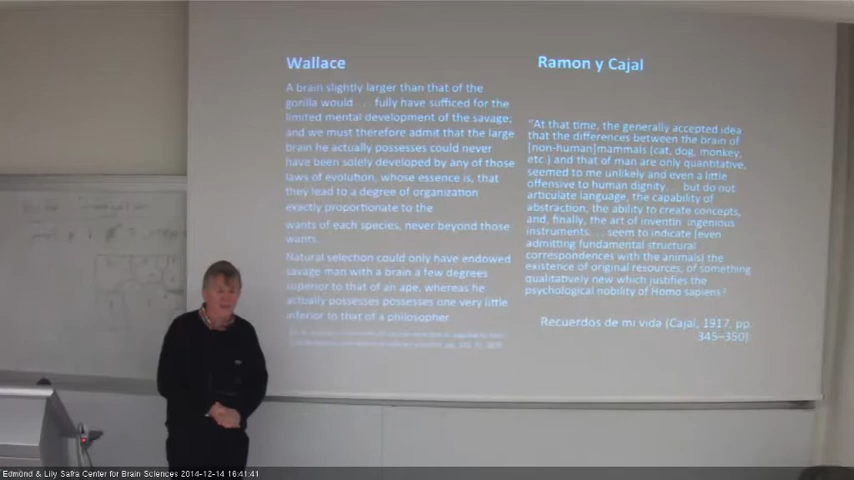 Wallace
A brain slightly larger than that of the
gorilla would . . . fully have sufficed for the
limited mental development of the savage;
and we must therefore admit that the large
brain he actually possesses could never
have been solely developed by any of those
laws of evolution, whose essence is, that
they lead to a degree of organization
exactly proportionate to the
wants of each species, never beyond those
wants.
Natural selection could only have endowed
savage man with a brain a few degrees
superior to that of an ape, whereas he
actually possesses possesses one very little
inferior to that of a philosopher
Ramon y Cajal
"At that time, the generally accepted idea
that the differences between the brain of
[non-human]mammals (cat, dog, monkey,
etc.) and that of man are only quantitative,
seemed to me unlikely and even a little
offensive to human dignity. . . but do not
articulate language, the capability of
abstraction, the ability to create concepts,
and, finally, the art of inventin ingenious
instruments. . . seem to indicate (even
admitting fundamental structural
correspondences with the animals) the
existence of original resources, of something
qualitatively new which justifies the
psychological nobility of Homo sapiens?
Recuerdos de mi vida (Cajal, 1917, pp.
345–350)
Edmond & Lily Safra Center for Brain Sciences 2014-12-14 16:41:41